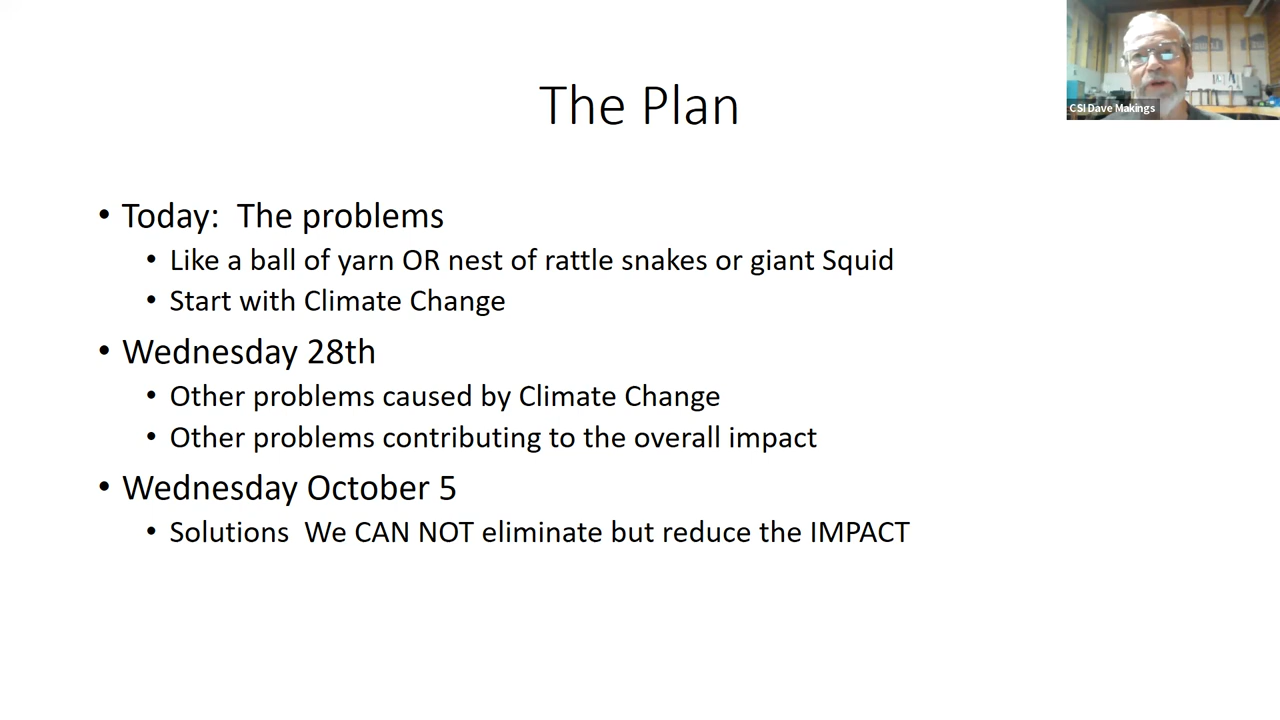 CSI Dave Makings
The Plan
• Today:  The problems
• Like a ball of yarn OR nest of rattle snakes or giant Squid
• Start with Climate Change
• Wednesday 28th
• Other problems caused by Climate Change
• Other problems contributing to the overall impact
• Wednesday October 5
• Solutions  We CAN NOT eliminate but reduce the IMPACT